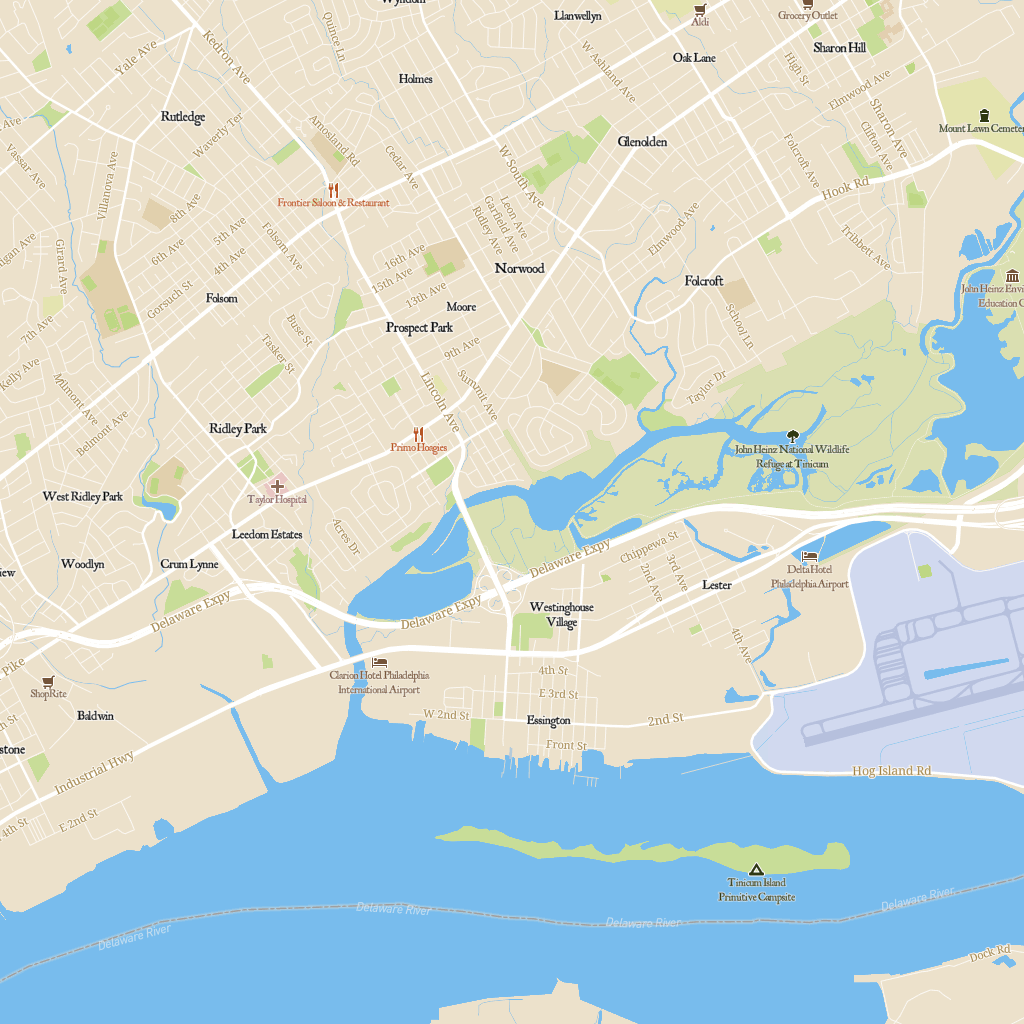 Llanwellyn
Aldi
Grocery Outlet
Sharon Hill
Oak Lane
Yale Ave
Kedron Ave
Quince Ln
W Ashland Ave
High St
Holmes
Elmwood Ave
Sharon Ave
Rutledge
Waverly Ter
Amosland Rd
Mount Lawn
Glenolden
Clifton Ave
Folcroft Ave
Cedar Ave
W South Ave
Vassar Ave
Villanova Ave
Hook Rd
Frontier Saloon & Restaurant
8th Ave
Leon Ave
Garfield Ave
Ridley Ave
Elmwood Ave
Tribbett Ave
5th Ave
6th Ave
4th Ave
Folsom Ave
Girard Ave
16th Ave
15th Ave
13th Ave
Norwood
Folcroft
John Heinz
Education
Gorsuch St
Folsom
Moore
Prospect Park
7th Ave
Buse St
Tasker St
School Ln
9th Ave
Kelly Ave
Milmont Ave
Belmont Ave
Lincoln Ave
Summit Ave
Taylor Dr
Ridley Park
Primo Hoagies
John Heinz National Wildlife
Refuge at Tinicum
West Ridley Park
Taylor Hospital
Leedom Estates
Acres Dr
Woodlyn
Crum Lynne
Delaware Expy
Chippewa St
3rd Ave
2nd Ave
Lester
Delta Hotel
Philadelphia Airport
Delaware Expy
Delaware Expy
Westinghouse
Village
4th Ave
Pike
ShopRite
Clarion Hotel Philadelphia
International Airport
4th St
E 3rd St
Baldwin
W 2nd St
Essington
2nd St
Front St
Industrial Hwy
Hog Island Rd
4th St
E 2nd St
Tinicum Island
Primitive Campsite
Delaware River
Delaware River
Delaware River
Delaware River
Dock Rd